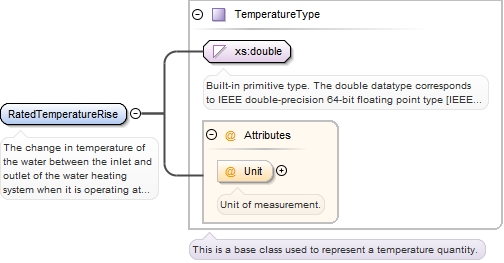 TemperatureType
xs:double
Built-in primitive type. The double datatype corresponds
to IEEE double-precision 64-bit floating point type [IEEE...
RatedTemperatureRise
The change in temperature of
the water between the inlet and
outlet of the water heating
system when it is operating at...
@ Attributes
@ Unit
Unit of measurement.
This is a base class used to represent a temperature quantity.